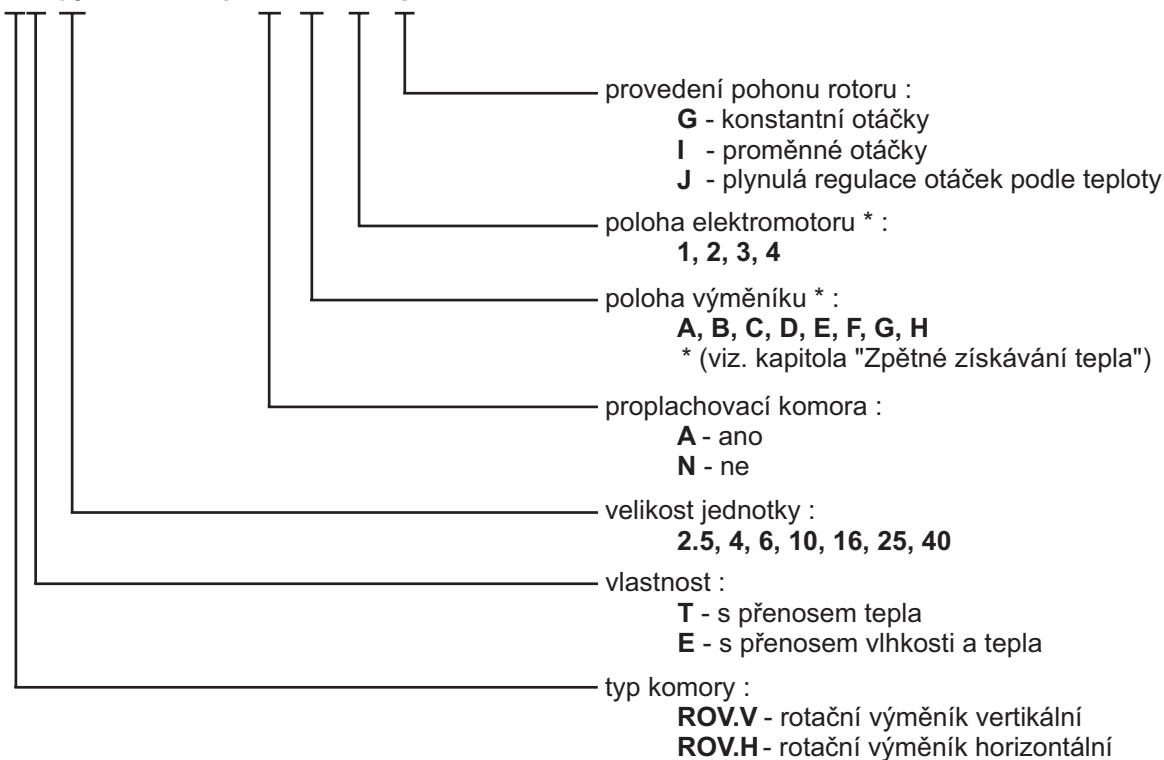 provedení pohonu rotoru :
G - konstantní otáčky
I - proměnné otáčky
J - plynulá regulace otáček podle teploty
poloha elektromotoru * :
1, 2, 3, 4
poloha výměníku * :
A, B, C, D, E, F, G, H
* (viz. kapitola "Zpětné získávání tepla")
proplachovací komora :
A - ano
N - ne
velikost jednotky :
2.5, 4, 6, 10, 16, 25, 40
vlastnost :
T - s přenosem tepla
E - s přenosem vlhkosti a tepla
typ komory :
ROV.V - rotační výměník vertikální
ROV.H - rotační výměník horizontální